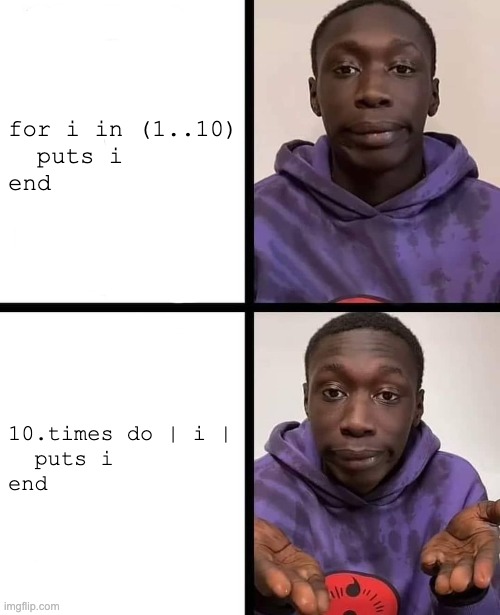 for i in (1..10)
  puts i
end
10.times do | i |
  puts i
end
imgflip.com